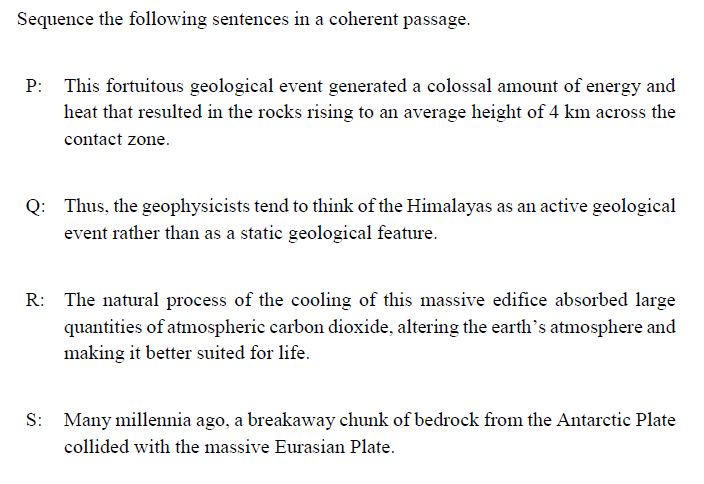 Sequence the following sentences in a coherent passage.
P: This fortuitous geological event generated a colossal amount of energy and
heat that resulted in the rocks rising to an average height of 4 km across the
contact zone.
Q: Thus, the geophysicists tend to think of the Himalayas as an active geological
event rather than as a static geological feature.
R: The natural process of the cooling of this massive edifice absorbed large
quantities of atmospheric carbon dioxide, altering the earth’s atmosphere and
making it better suited for life.
S: Many millennia ago, a breakaway chunk of bedrock from the Antarctic Plate
collided with the massive Eurasian Plate.